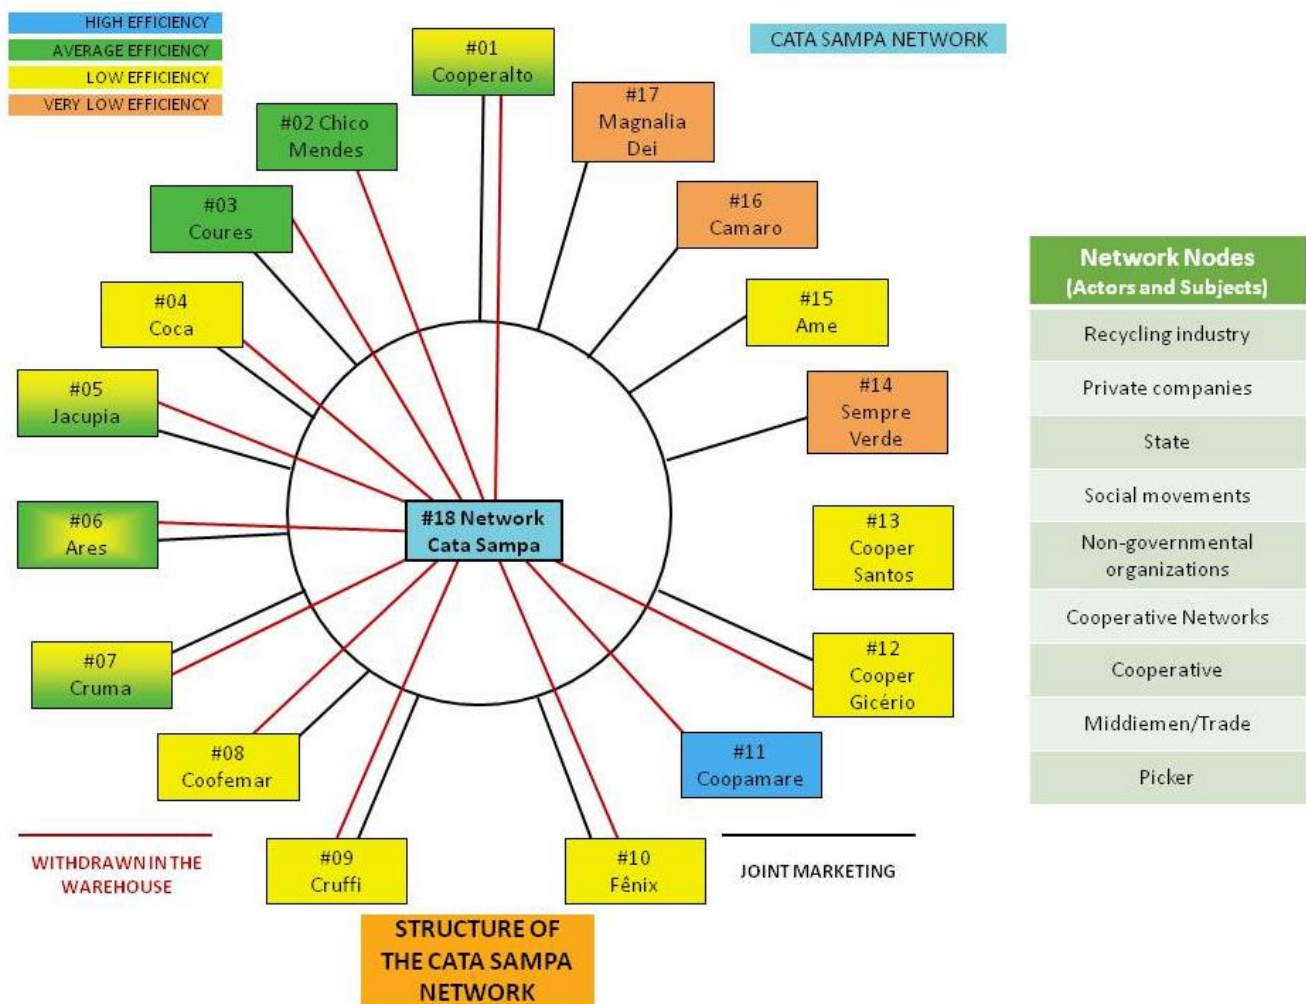 HIGH EFFICIENCY
AVERAGE EFFICIENCY
LOW EFFICIENCY
VERY LOW EFFICIENCY
CATA SAMPA NETWORK
#01
Cooperalto
#17
Magnalia
Dei
#02 Chico
Mendes
#16
Camaro
#03
Coures
#15
Ame
#04
Coca
#14
Sempre
Verde
#05
Jacupia
#18 Network
Cata Sampa
#06
Ares
#13
Cooper
Santos
#07
Cruma
#12
Cooper
Gicério
#08
Coofemar
#11
Coopamare
#09
Cruffi
#10
Fênix
WITHDRAWN IN THE
WAREHOUSE
JOINT MARKETING
STRUCTURE OF
THE CATA SAMPA
NETWORK
Network Nodes
(Actors and Subjects)
Recycling industry
Private companies
State
Social movements
Non-governmental
organizations
Cooperative Networks
Cooperative
Middiemen/Trade
Picker